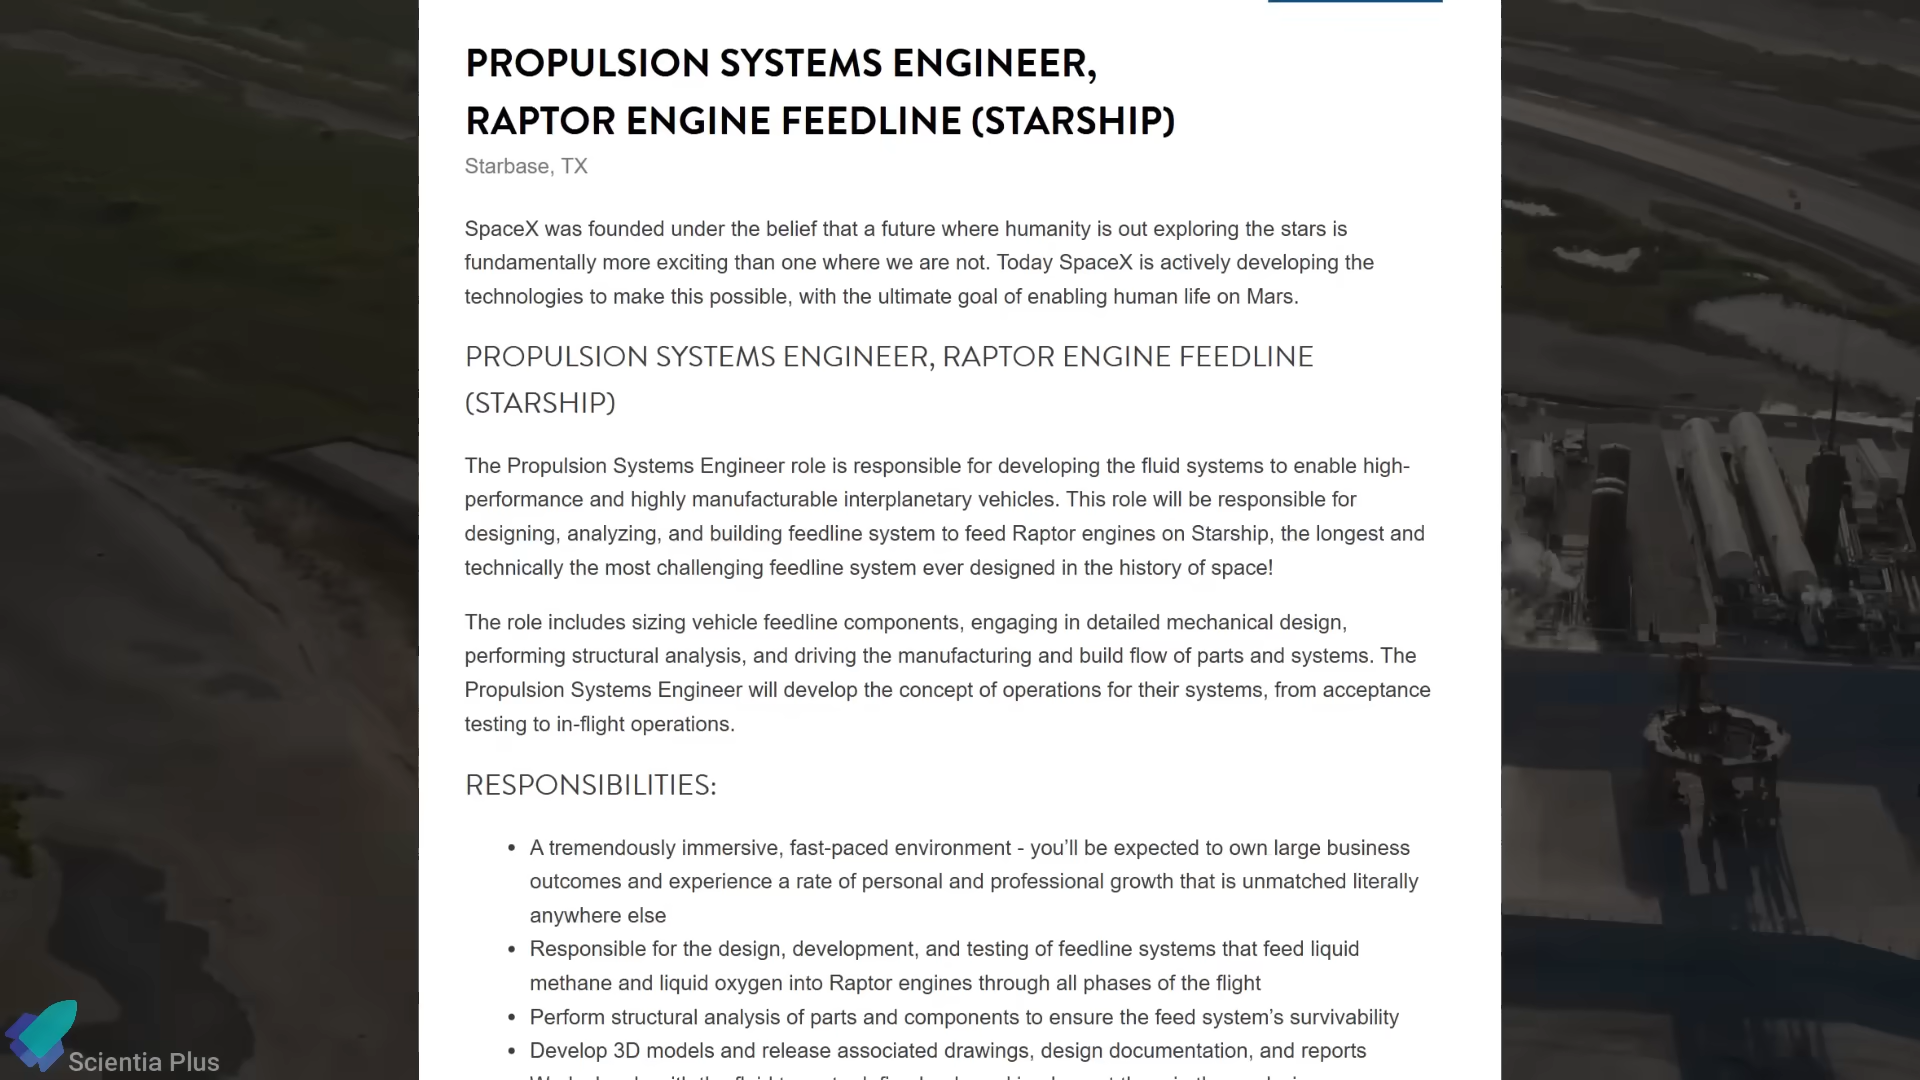 PROPULSION SYSTEMS ENGINEER,
RAPTOR ENGINE FEEDLINE (STARSHIP)
Starbase, TX
SpaceX was founded under the belief that a future where humanity is out exploring the stars is
fundamentally more exciting than one where we are not. Today SpaceX is actively developing the
technologies to make this possible, with the ultimate goal of enabling human life on Mars.
PROPULSION SYSTEMS ENGINEER, RAPTOR ENGINE FEEDLINE
(STARSHIP)
The Propulsion Systems Engineer role is responsible for developing the fluid systems to enable high-
performance and highly manufacturable interplanetary vehicles. This role will be responsible for
designing, analyzing, and building feedline system to feed Raptor engines on Starship, the longest and
technically the most challenging feedline system ever designed in the history of space!
The role includes sizing vehicle feedline components, engaging in detailed mechanical design,
performing structural analysis, and driving the manufacturing and build flow of parts and systems. The
Propulsion Systems Engineer will develop the concept of operations for their systems, from acceptance
testing to in-flight operations.
RESPONSIBILITIES:
• A tremendously immersive, fast-paced environment - you’ll be expected to own large business
outcomes and experience a rate of personal and professional growth that is unmatched literally
anywhere else
• Responsible for the design, development, and testing of feedline systems that feed liquid
methane and liquid oxygen into Raptor engines through all phases of the flight
• Perform structural analysis of parts and components to ensure the feed system’s survivability
• Develop 3D models and release associated drawings, design documentation, and reports
Scientia Plus